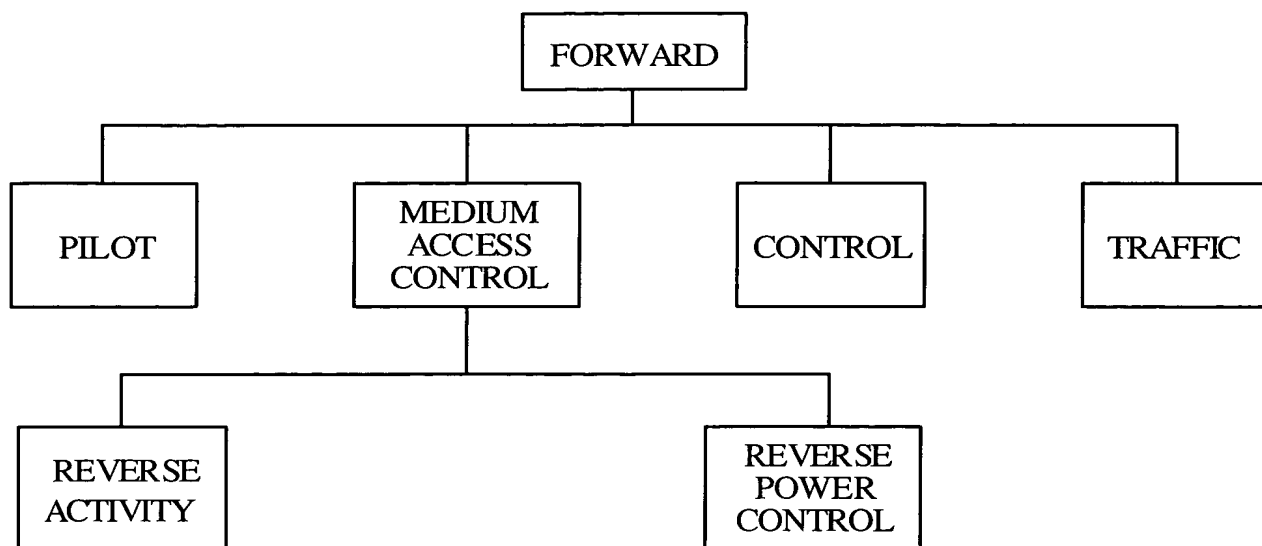 FORWARD
PILOT
MEDIUM
ACCESS
CONTROL
CONTROL
TRAFFIC
REVERSE
ACTIVITY
REVERSE
POWER
CONTROL